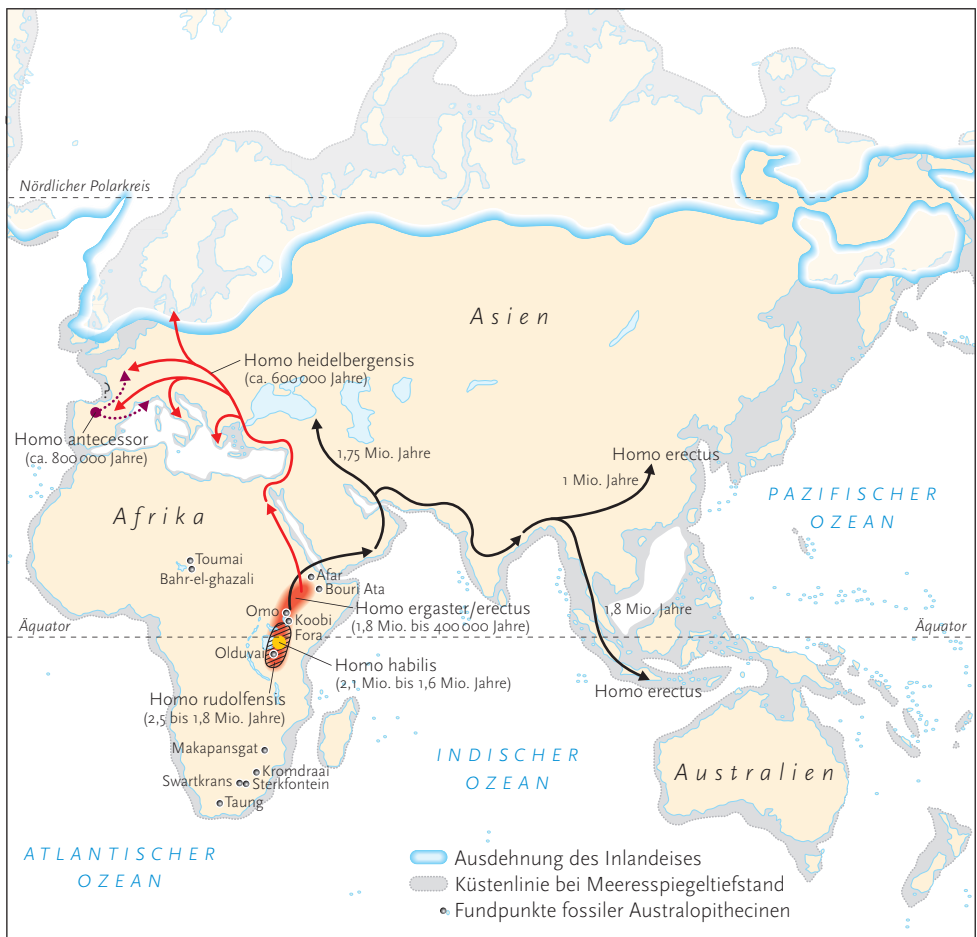 Nördlicher Polarkreis
Asien
Homo heidelbergensis
(ca. 600 000 Jahre)
?
Homo antecessor
(ca. 800 000 Jahre)
1,75 Mio. Jahre
Homo erectus
1 Mio. Jahre
PAZIFISCHER
OZEAN
Afrika
Toumai
Bahr-el-ghazali
Afar
Bouri Ata
Omo
Koobi
Fora
Homo ergaster/erectus
(1,8 Mio. bis 400 000 Jahre)
1,8 Mio. Jahre
Äquator
Äquator
Olduvai
Homo habilis
(2,1 Mio. bis 1,6 Mio. Jahre)
Homo erectus
Homo rudolfensis
(2,5 bis 1,8 Mio. Jahre)
Makapansgat
Kromdraai
Swartkrans
Sterkfontein
Taung
INDISCHER
OZEAN
Australien
ATLANTISCHER
OZEAN
Ausdehnung des Inlandeises
Küstenlinie bei Meeresspiegeltiefstand
Fundpunkte fossiler Australopithecinen